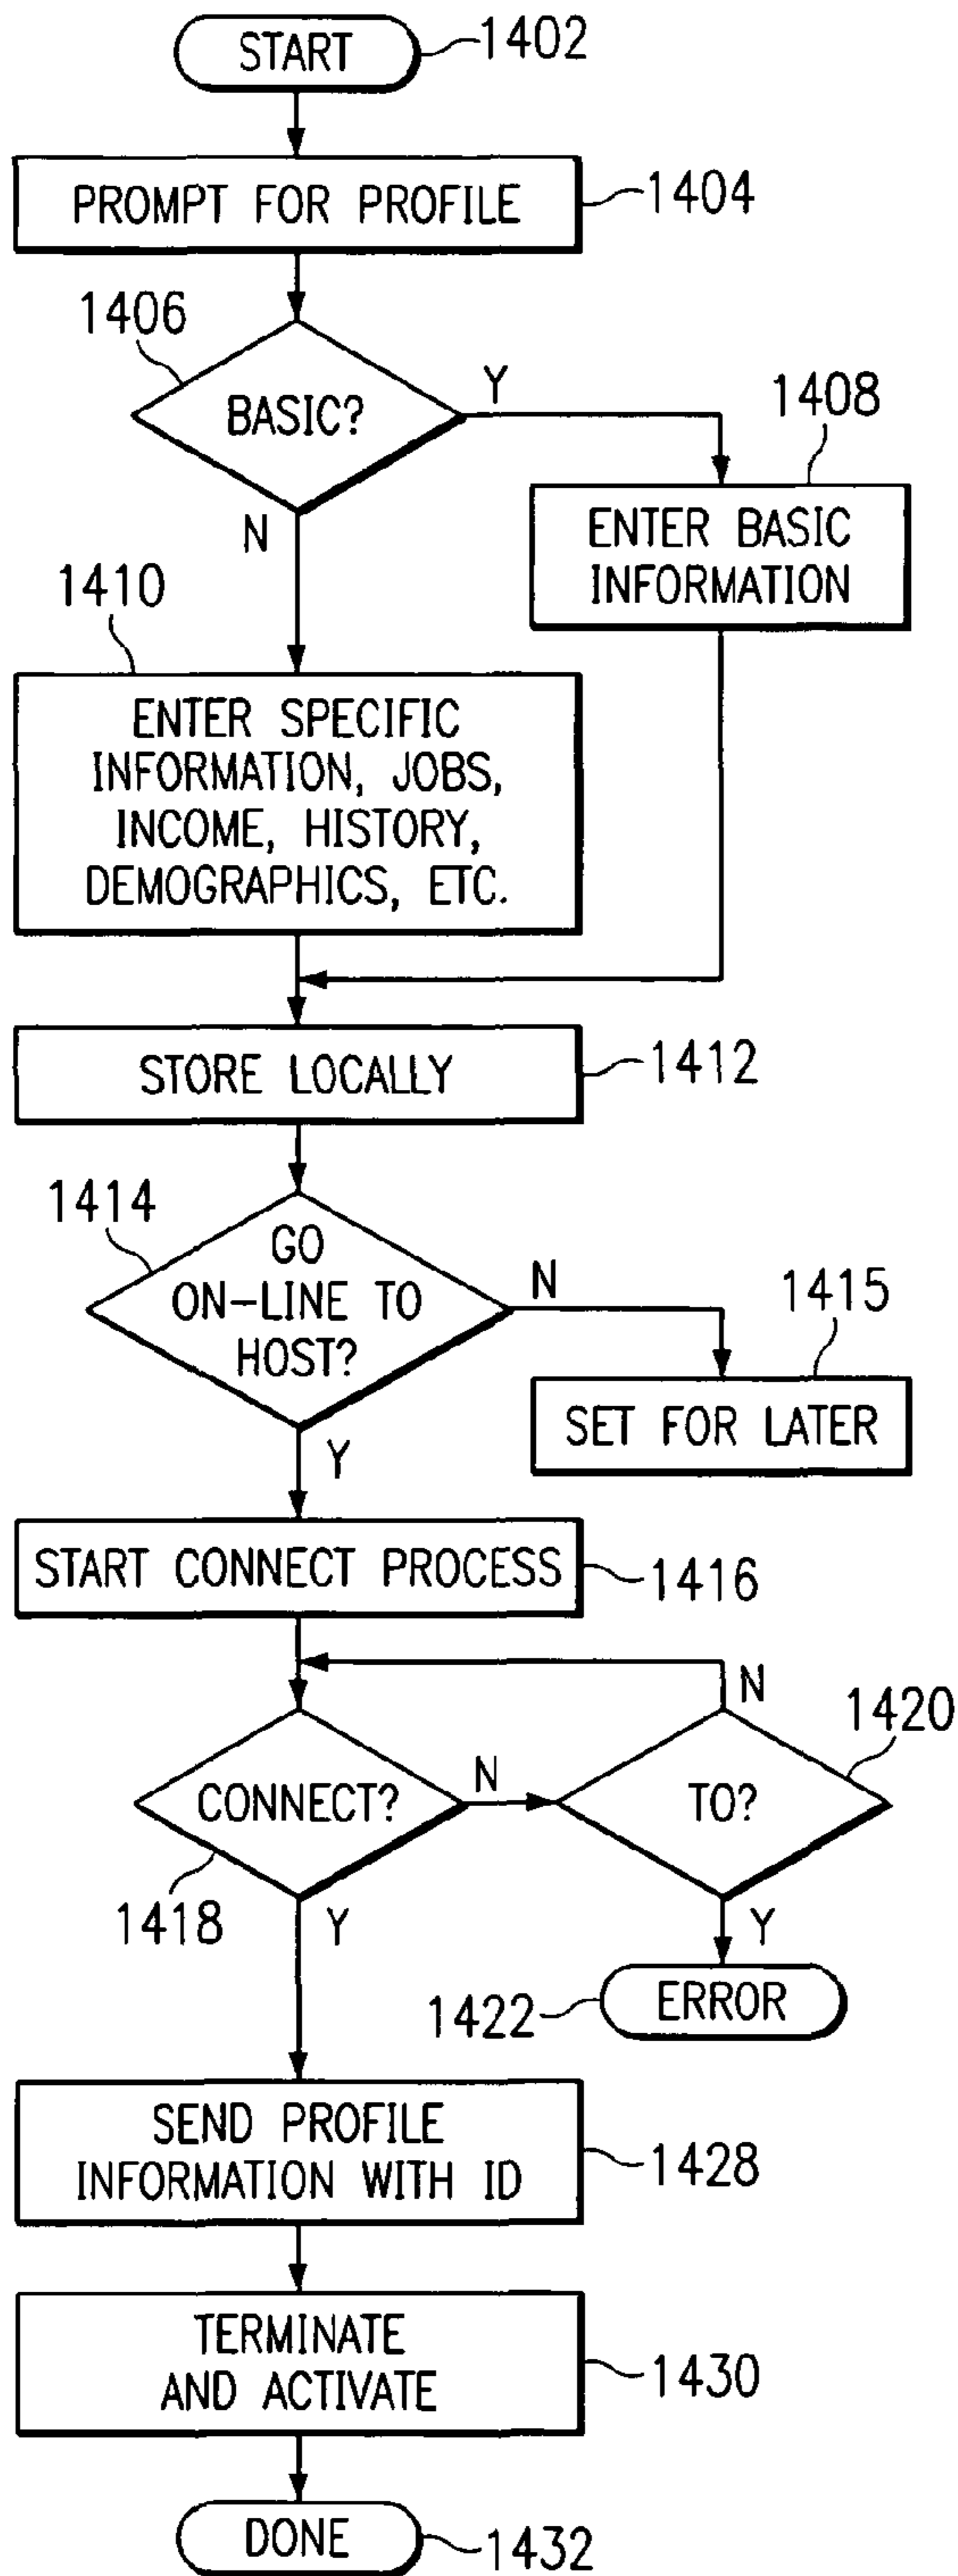 START
1402
PROMPT FOR PROFILE
1404
1406
BASIC?
Y
N
1408
ENTER BASIC
INFORMATION
1410
ENTER SPECIFIC
INFORMATION, JOBS,
INCOME, HISTORY,
DEMOGRAPHICS, ETC.
STORE LOCALLY
1412
1414
GO
ON-LINE TO
HOST?
N
Y
1415
SET FOR LATER
START CONNECT PROCESS
1416
CONNECT?
N
1418
Y
N
1420
TO?
Y
1422
ERROR
SEND PROFILE
INFORMATION WITH ID
1428
TERMINATE
AND ACTIVATE
1430
DONE
1432